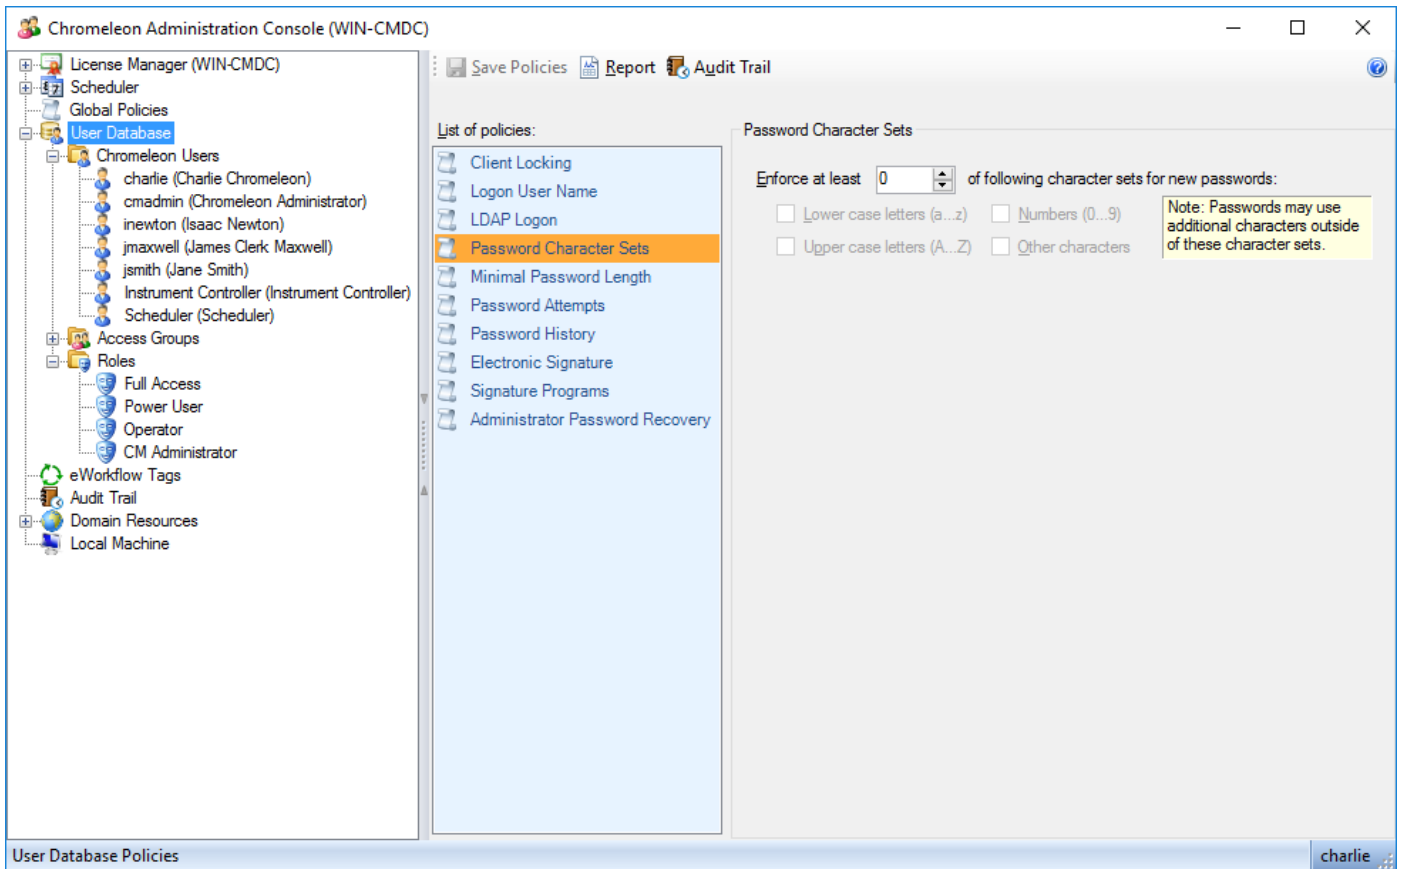 Chromeleon Administration Console (WIN-CMDC)
License Manager (WIN-CMDC)
Scheduler
Global Policies
User Database
Chromeleon Users
charlie (Charlie Chromeleon)
cmadmin (Chromeleon Administrator)
inewton (Isaac Newton)
jmaxwell (James Clerk Maxwell)
jsmith (Jane Smith)
Instrument Controller (Instrument Controller)
Scheduler (Scheduler)
Access Groups
Roles
Full Access
Power User
Operator
CM Administrator
eWorkflow Tags
Audit Trail
Domain Resources
Local Machine
Save Policies Report Audit Trail
List of policies:
Client Locking
Logon User Name
LDAP Logon
Password Character Sets
Minimal Password Length
Password Attempts
Password History
Electronic Signature
Signature Programs
Administrator Password Recovery
Password Character Sets
Enforce at least 0 of following character sets for new passwords:
Lower case letters (a...z) Numbers (0...9)
Upper case letters (A...Z) Other characters
Note: Passwords may use
additional characters outside
of these character sets.
User Database Policies
charlie